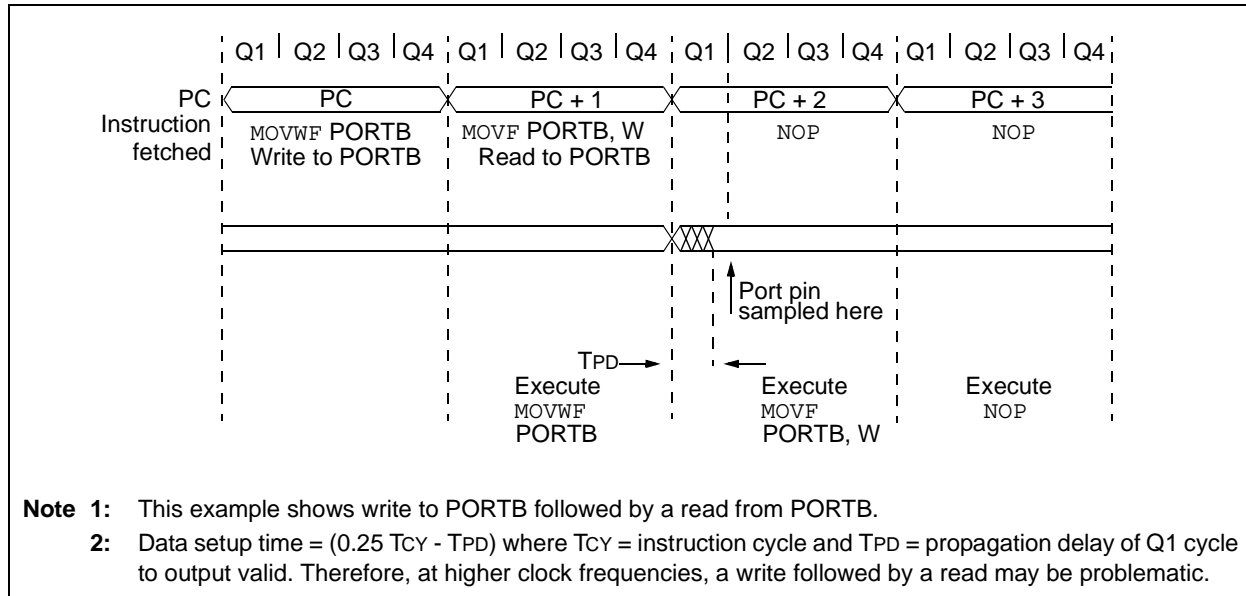 Q1 Q2 Q3 Q4 Q1 Q2 Q3 Q4 Q1 Q2 Q3 Q4 Q1 Q2 Q3 Q4
PC PC PC + 1 PC + 2 PC + 3
Instruction
fetched
MOVWF PORTB MOVF PORTB, W NOP NOP
Write to PORTB Read to PORTB
Port pin
sampled here
TPD
Execute Execute Execute
MOVWF MOVF NOP
PORTB PORTB, W
Note 1: This example shows write to PORTB followed by a read from PORTB.
2: Data setup time = (0.25 TCY - TPD) where TCY = instruction cycle and TPD = propagation delay of Q1 cycle
to output valid. Therefore, at higher clock frequencies, a write followed by a read may be problematic.